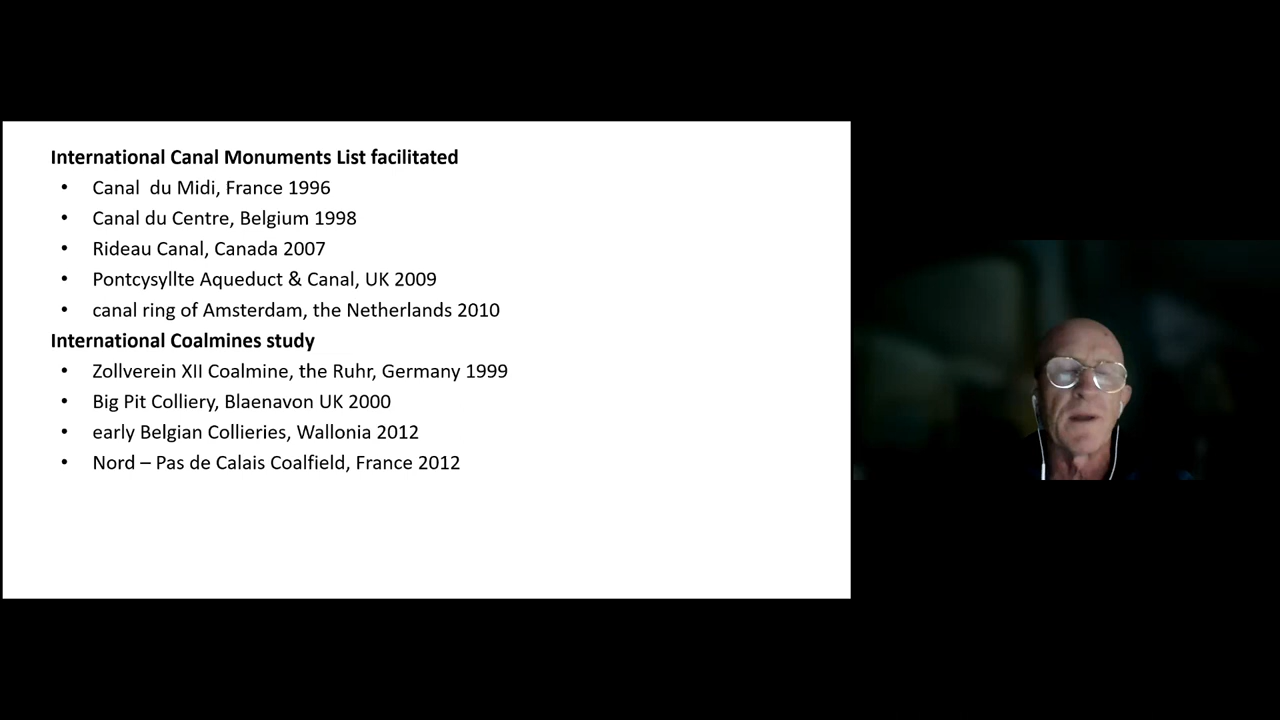 International Canal Monuments List facilitated
• Canal  du Midi, France 1996
• Canal du Centre, Belgium 1998
• Rideau Canal, Canada 2007
• Pontcysyllte Aqueduct & Canal, UK 2009
• canal ring of Amsterdam, the Netherlands 2010
International Coalmines study
• Zollverein XII Coalmine, the Ruhr, Germany 1999
• Big Pit Colliery, Blaenavon UK 2000
• early Belgian Collieries, Wallonia 2012
• Nord – Pas de Calais Coalfield, France 2012